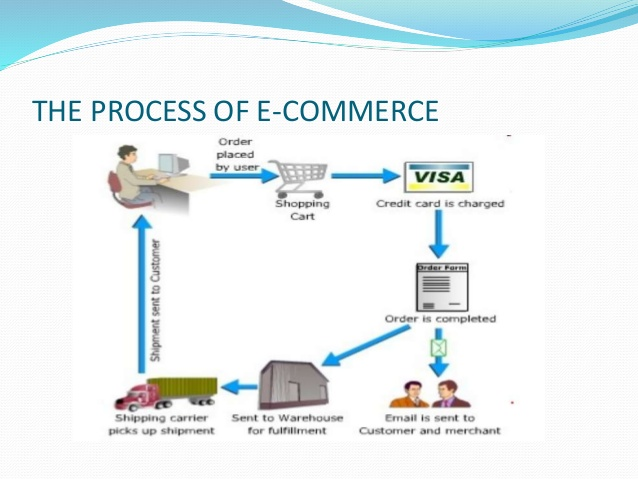 THE PROCESS OF E-COMMERCE
Order
placed
by user
Shopping
Cart
VISA
Credit card is charged
Order Form
Order is completed
Shipment sent to Customer
Shipping carrier
picks up shipment
Sent to Warehouse
for fulfillment
Email is sent to
Customer and merchant